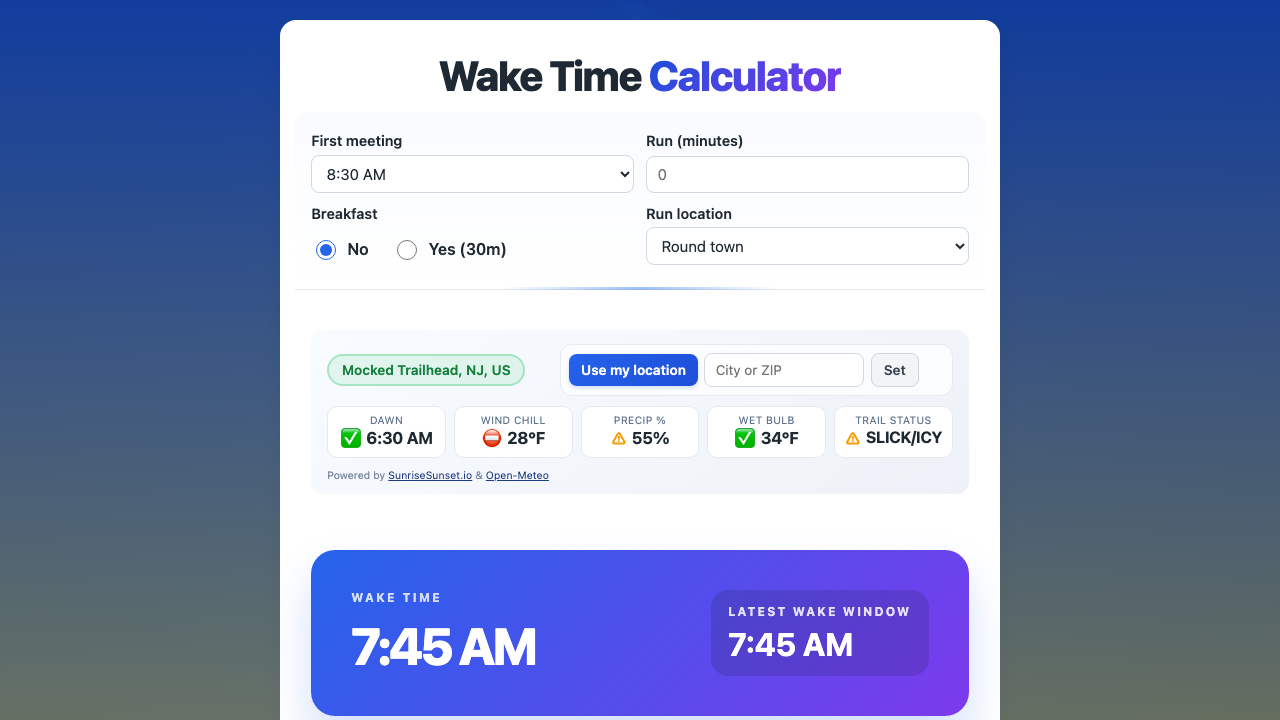 Wake Time Calculator
First meeting
8:30 AM
Run (minutes)
0
Breakfast
No
Yes (30m)
Run location
Round town
Mocked Trailhead, NJ, US
Use my location
City or ZIP
Set
DAWN
✅ 6:30 AM
WIND CHILL
⛔ 28°F
PRECIP %
⚠ 55%
WET BULB
✅ 34°F
TRAIL STATUS
⚠ SLICK/ICY
Powered by SunriseSunset.io & Open-Meteo
WAKE TIME
7:45 AM
LATEST WAKE WINDOW
7:45 AM